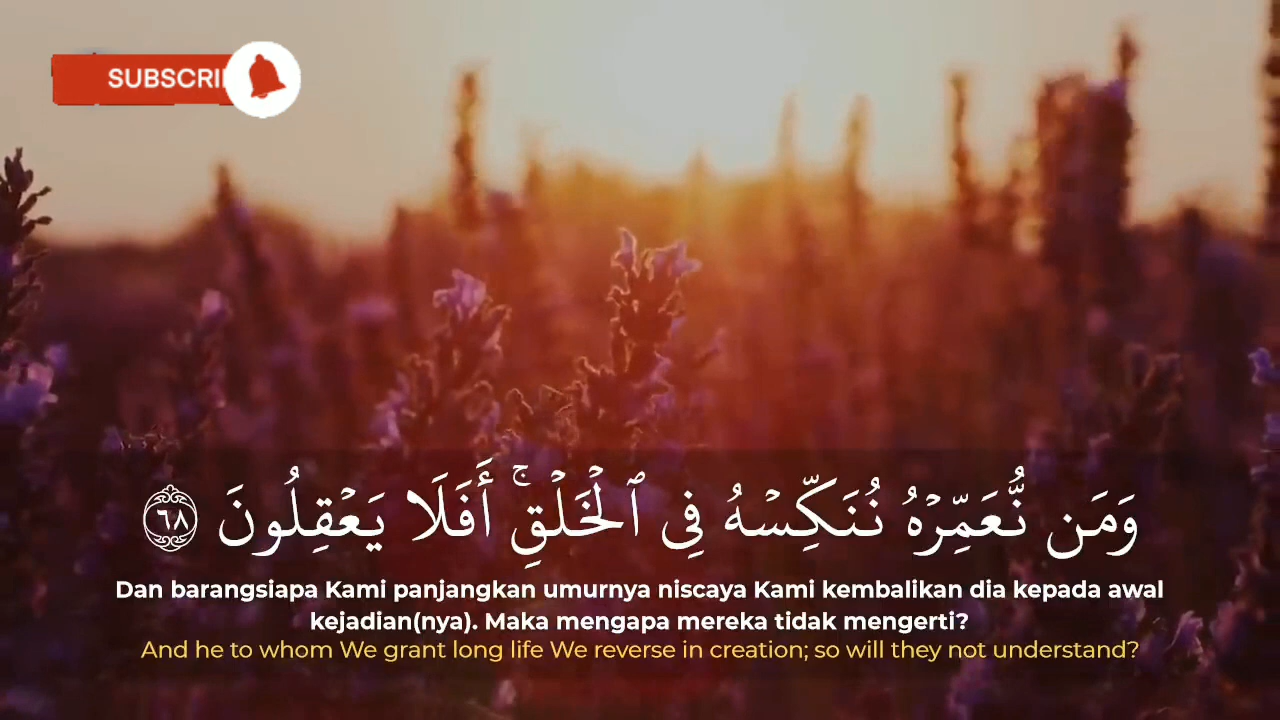 SUBSCRI
وَمَن نُّعَمِّرْهُ نُنَكِّسْهُ فِى ٱلْخَلْقِ ۚ أَفَلَا يَعْقِلُونَ ٦٨
Dan barangsiapa Kami panjangkan umurnya niscaya Kami kembalikan dia kepada awal
kejadian(nya). Maka mengapa mereka tidak mengerti?
And he to whom We grant long life We reverse in creation; so will they not understand?